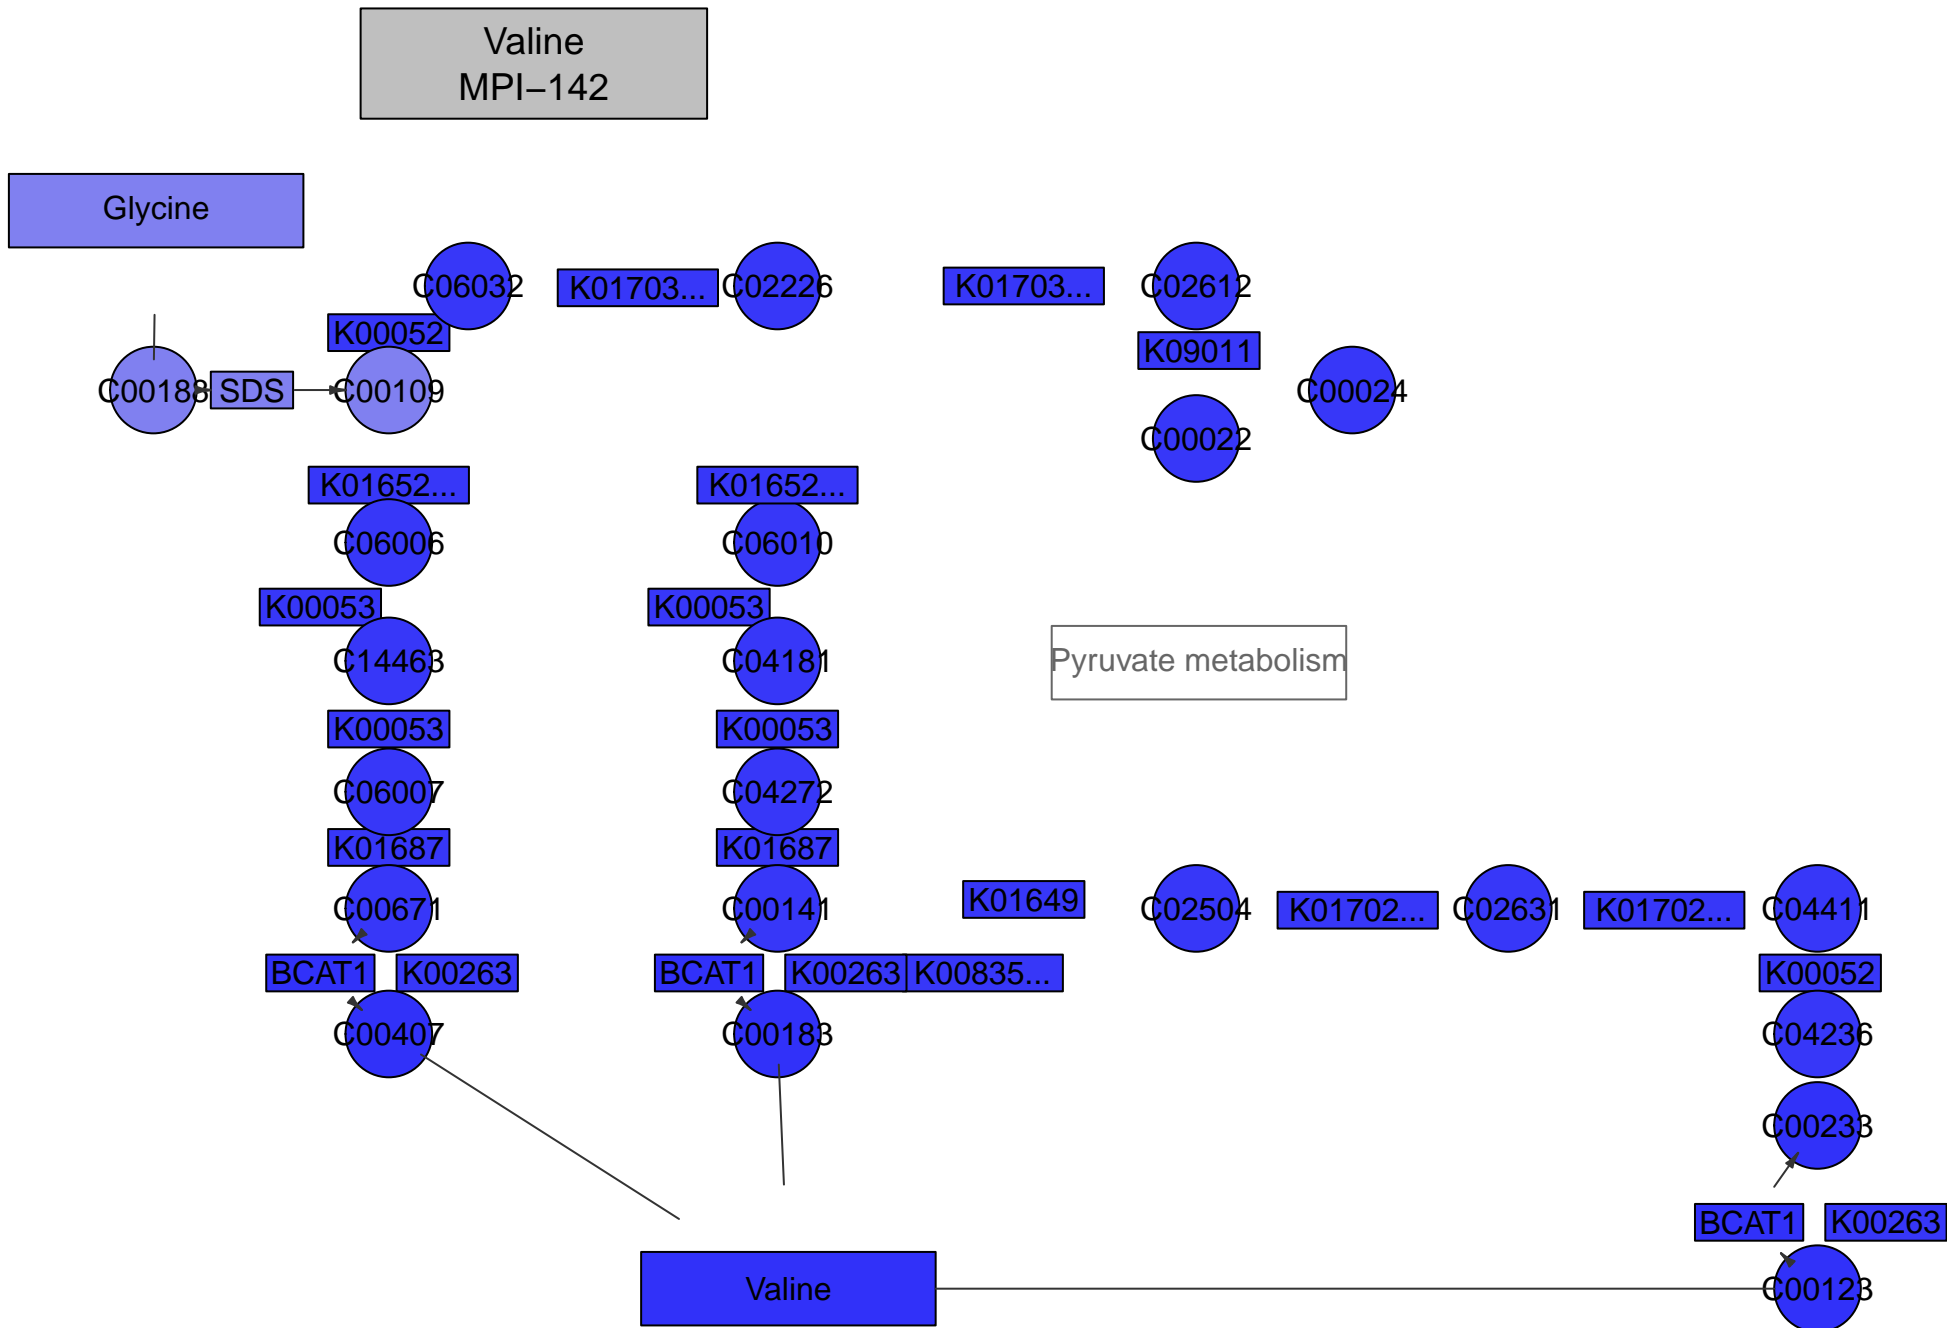 Valine
MPI−142
Glycine
C06032
K01703...
C02226
K01703...
C02612
K00052
K09011
C00188
SDS
C00109
C00024
C00022
K01652...
K01652...
C06006
C06010
K00053
K00053
C14463
C04181
Pyruvate metabolism
K00053
K00053
C06007
C04272
K01687
K01687
C00671
C00141
K01649
C02504
K01702...
C02631
K01702...
C04411
BCAT1
K00263
BCAT1
K00263
K00835...
K00052
C00407
C00183
C04236
C00233
BCAT1
K00263
Valine
C00123